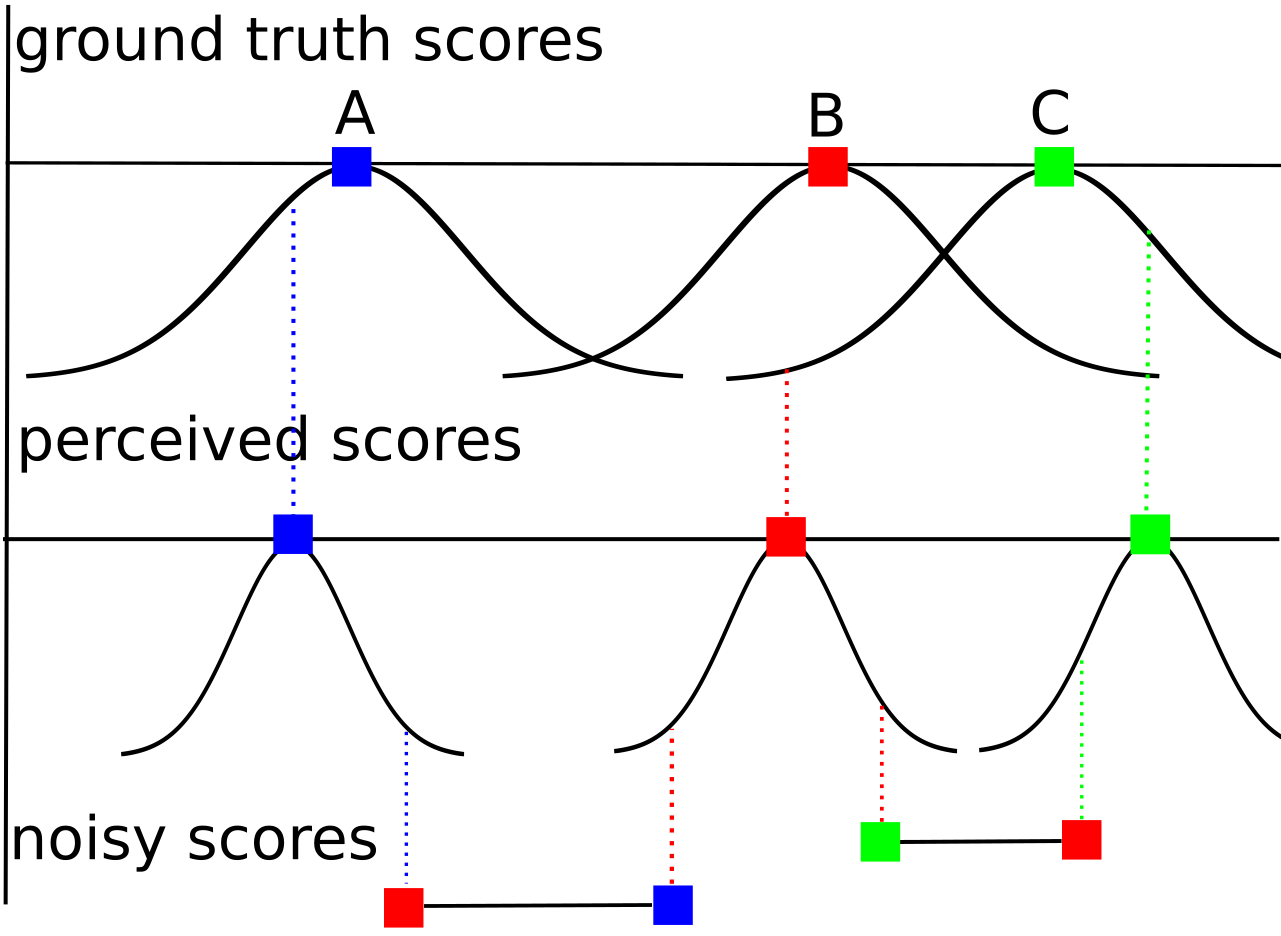 ground truth scores
A
B
C
perceived scores
noisy scores